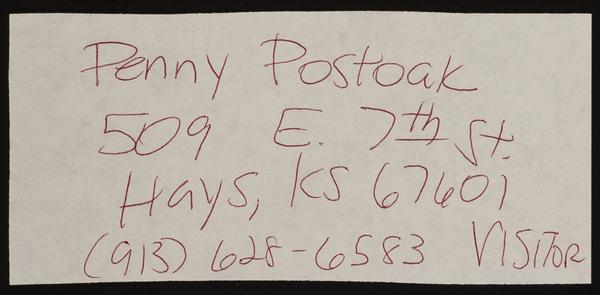 Penny Postoak
509 E. 7th St.
Hays, KS 67601
(913) 628-6583 VISITOR